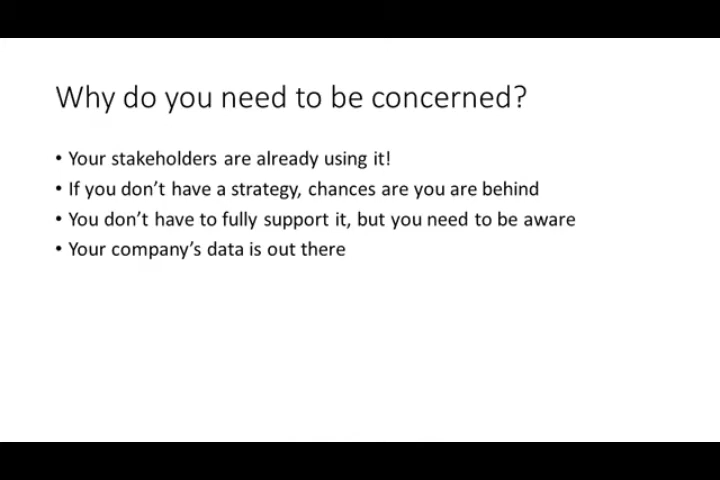 Why do you need to be concerned?
• Your stakeholders are already using it!
• If you don’t have a strategy, chances are you are behind
• You don’t have to fully support it, but you need to be aware
• Your company’s data is out there